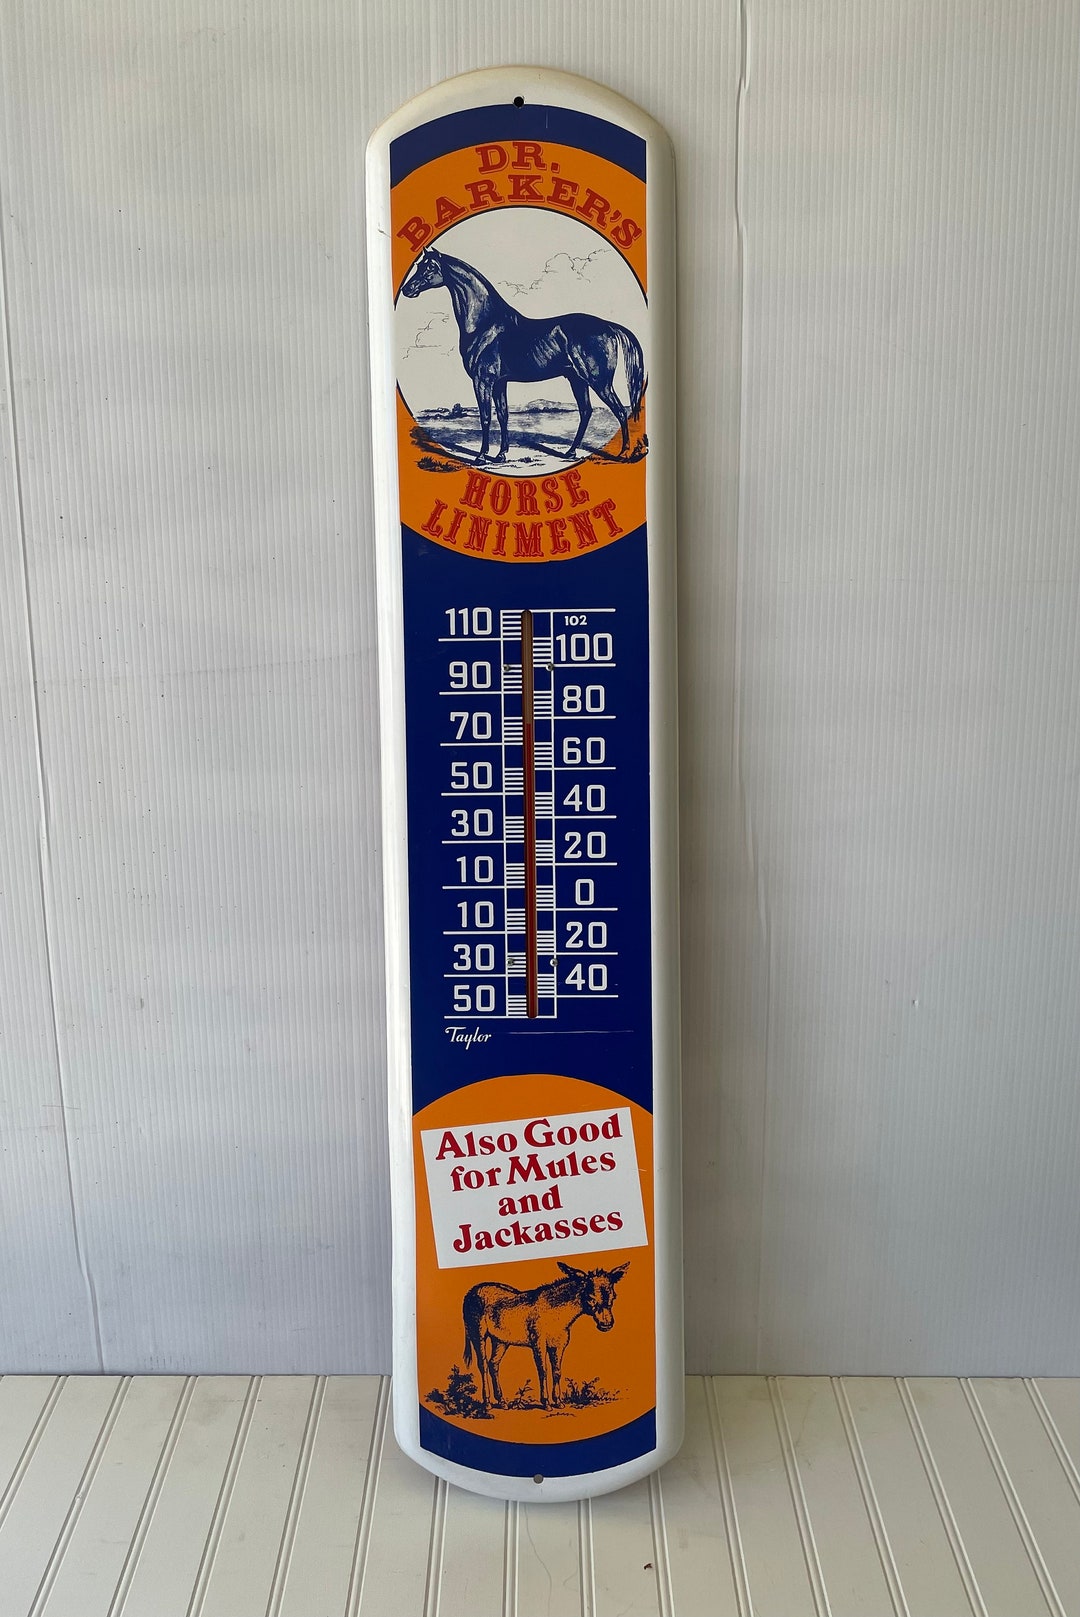 DR.
BARKER'S
HORSE
LINIMENT
110
102
100
90
80
70
60
50
40
30
20
10
0
10
20
30
40
50
Taylor
Also Good
for Mules
and
Jackasses